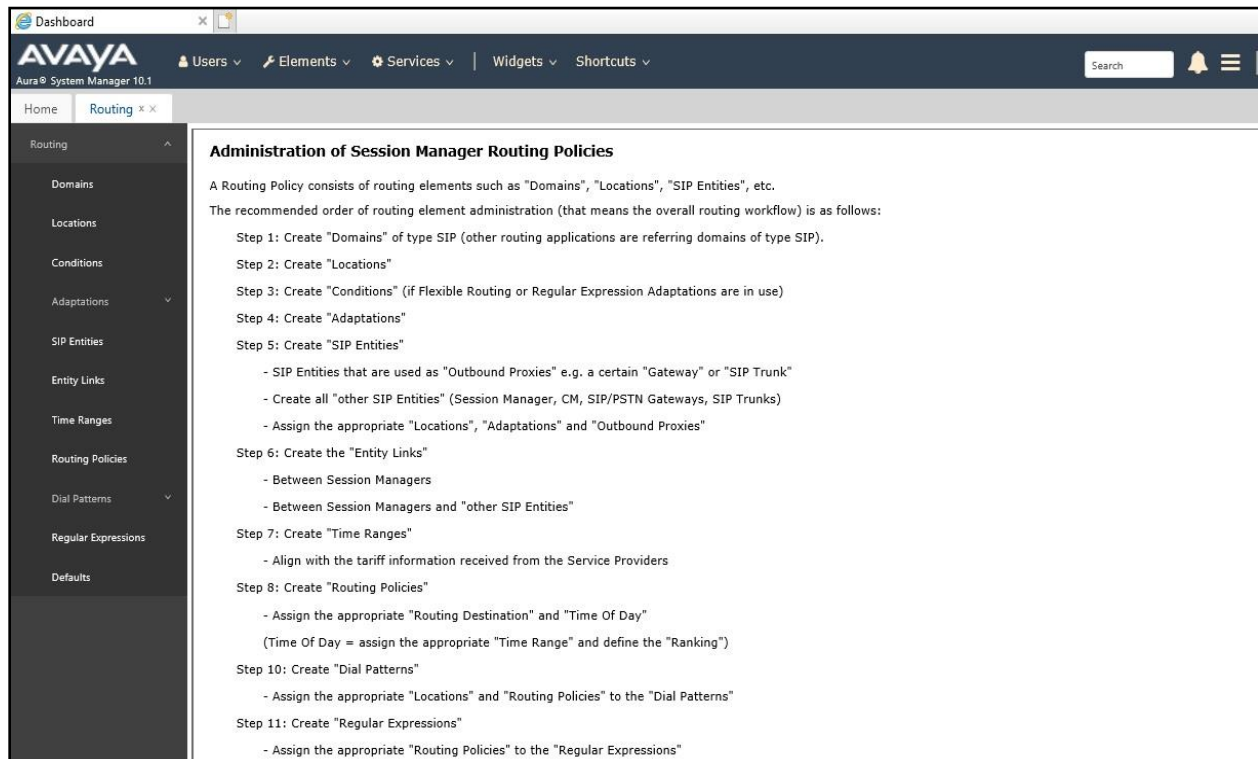 Dashboard
AVAYA
Aura® System Manager 10.1
Users
Elements
Services
Widgets
Shortcuts
Search
Home
Routing
Routing
Domains
Locations
Conditions
Adaptations
SIP Entities
Entity Links
Time Ranges
Routing Policies
Dial Patterns
Regular Expressions
Defaults
Administration of Session Manager Routing Policies
A Routing Policy consists of routing elements such as "Domains", "Locations", "SIP Entities", etc.
The recommended order of routing element administration (that means the overall routing workflow) is as follows:
Step 1: Create "Domains" of type SIP (other routing applications are referring domains of type SIP).
Step 2: Create "Locations"
Step 3: Create "Conditions" (if Flexible Routing or Regular Expression Adaptations are in use)
Step 4: Create "Adaptations"
Step 5: Create "SIP Entities"
- SIP Entities that are used as "Outbound Proxies" e.g. a certain "Gateway" or "SIP Trunk"
- Create all "other SIP Entities" (Session Manager, CM, SIP/PSTN Gateways, SIP Trunks)
- Assign the appropriate "Locations", "Adaptations" and "Outbound Proxies"
Step 6: Create the "Entity Links"
- Between Session Managers
- Between Session Managers and "other SIP Entities"
Step 7: Create "Time Ranges"
- Align with the tariff information received from the Service Providers
Step 8: Create "Routing Policies"
- Assign the appropriate "Routing Destination" and "Time Of Day"
(Time Of Day = assign the appropriate "Time Range" and define the "Ranking")
Step 10: Create "Dial Patterns"
- Assign the appropriate "Locations" and "Routing Policies" to the "Dial Patterns"
Step 11: Create "Regular Expressions"
- Assign the appropriate "Routing Policies" to the "Regular Expressions"